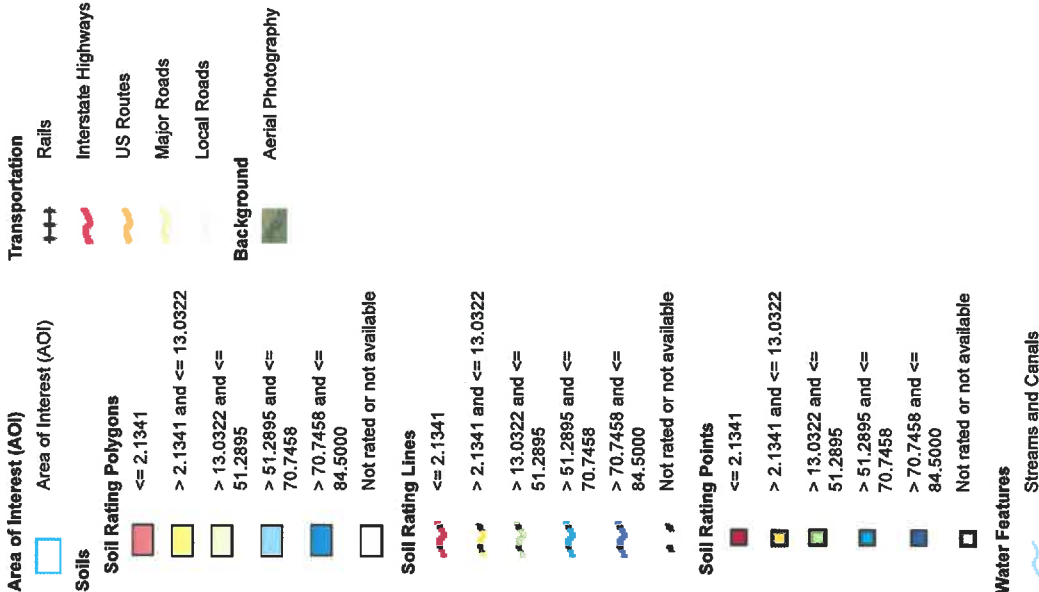 Area of Interest (AOI)
Area of Interest (AOI)
Soils
Soil Rating Polygons
<= 2.1341
> 2.1341 and <= 13.0322
> 13.0322 and <=
51.2895
> 51.2895 and <=
70.7458
> 70.7458 and <=
84.5000
Not rated or not available
Soil Rating Lines
<= 2.1341
> 2.1341 and <= 13.0322
> 13.0322 and <=
51.2895
> 51.2895 and <=
70.7458
> 70.7458 and <=
84.5000
Not rated or not available
Soil Rating Points
<= 2.1341
> 2.1341 and <= 13.0322
> 13.0322 and <=
51.2895
> 51.2895 and <=
70.7458
> 70.7458 and <=
84.5000
Not rated or not available
Water Features
Streams and Canals
Transportation
Rails
Interstate Highways
US Routes
Major Roads
Local Roads
Background
Aerial Photography